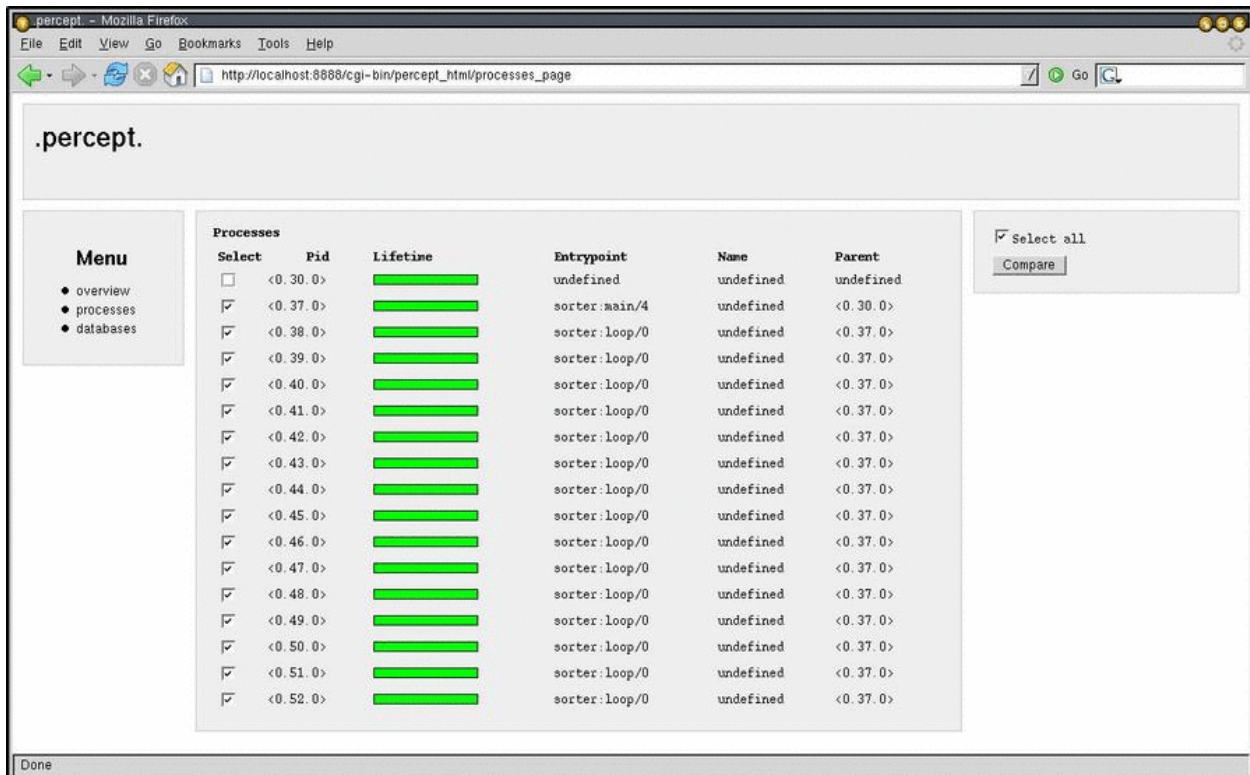 .percept. - Mozilla Firefox
File Edit View Go Bookmarks Tools Help
http://localhost:8888/cgi-bin/percept_html/processes_page Go
.percept.
Menu
overview
processes
databases
Processes
Select Pid Lifetime Entrypoint Name Parent
<0.30.0> undefined undefined undefined
<0.37.0> sorter:main/4 undefined <0.30.0>
<0.38.0> sorter:loop/0 undefined <0.37.0>
<0.39.0> sorter:loop/0 undefined <0.37.0>
<0.40.0> sorter:loop/0 undefined <0.37.0>
<0.41.0> sorter:loop/0 undefined <0.37.0>
<0.42.0> sorter:loop/0 undefined <0.37.0>
<0.43.0> sorter:loop/0 undefined <0.37.0>
<0.44.0> sorter:loop/0 undefined <0.37.0>
<0.45.0> sorter:loop/0 undefined <0.37.0>
<0.46.0> sorter:loop/0 undefined <0.37.0>
<0.47.0> sorter:loop/0 undefined <0.37.0>
<0.48.0> sorter:loop/0 undefined <0.37.0>
<0.49.0> sorter:loop/0 undefined <0.37.0>
<0.50.0> sorter:loop/0 undefined <0.37.0>
<0.51.0> sorter:loop/0 undefined <0.37.0>
<0.52.0> sorter:loop/0 undefined <0.37.0>
Select all
Compare
Done